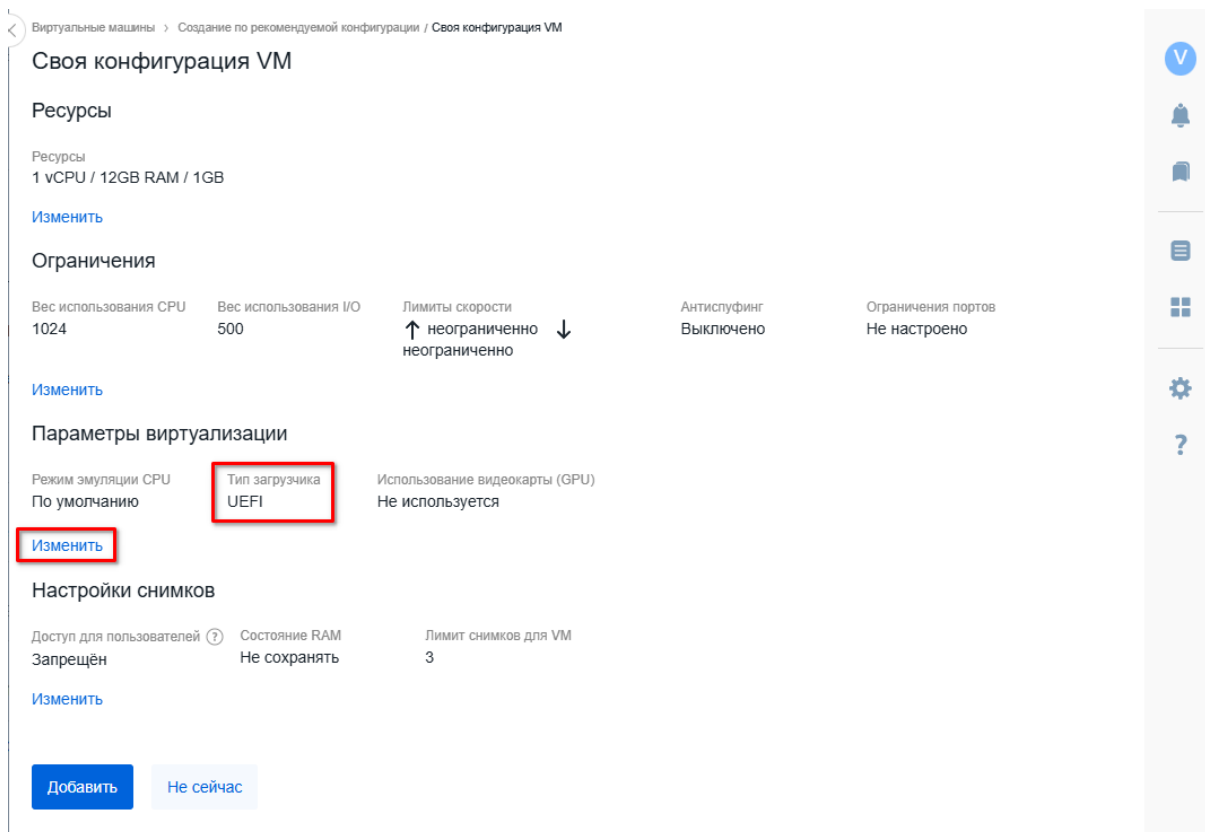 Виртуальные машины > Создание по рекомендуемой конфигурации / Своя конфигурация VM
Своя конфигурация VM
V
Ресурсы
Ресурсы
1 vCPU / 12GB RAM / 1GB
Изменить
Ограничения
Вес использования CPU Вес использования I/O Лимиты скорости Антиспуфинг Ограничения портов
1024 500 ↑ неограниченно ↓ Выключено Не настроено
неограниченно
Изменить
Параметры виртуализации
?
Режим эмуляции CPU Тип загрузчика Использование видеокарты (GPU)
По умолчанию UEFI Не используется
Изменить
Настройки снимков
Доступ для пользователей ? Состояние RAM Лимит снимков для VM
Запрещён Не сохранять 3
Изменить
Добавить Не сейчас